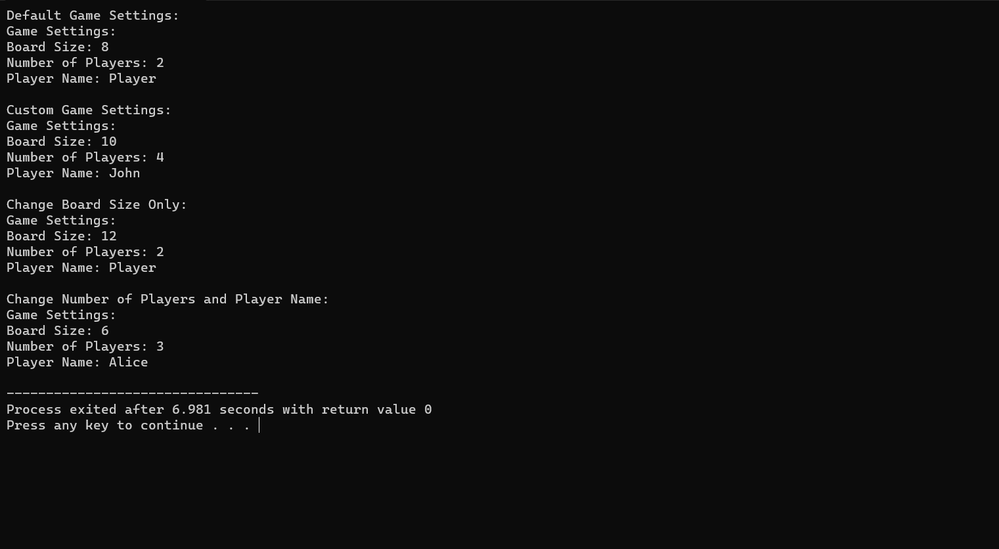 Default Game Settings:
Game Settings:
Board Size: 8
Number of Players: 2
Player Name: Player

Custom Game Settings:
Game Settings:
Board Size: 10
Number of Players: 4
Player Name: John

Change Board Size Only:
Game Settings:
Board Size: 12
Number of Players: 2
Player Name: Player

Change Number of Players and Player Name:
Game Settings:
Board Size: 6
Number of Players: 3
Player Name: Alice

--------------------------------
Process exited after 6.981 seconds with return value 0
Press any key to continue . . .